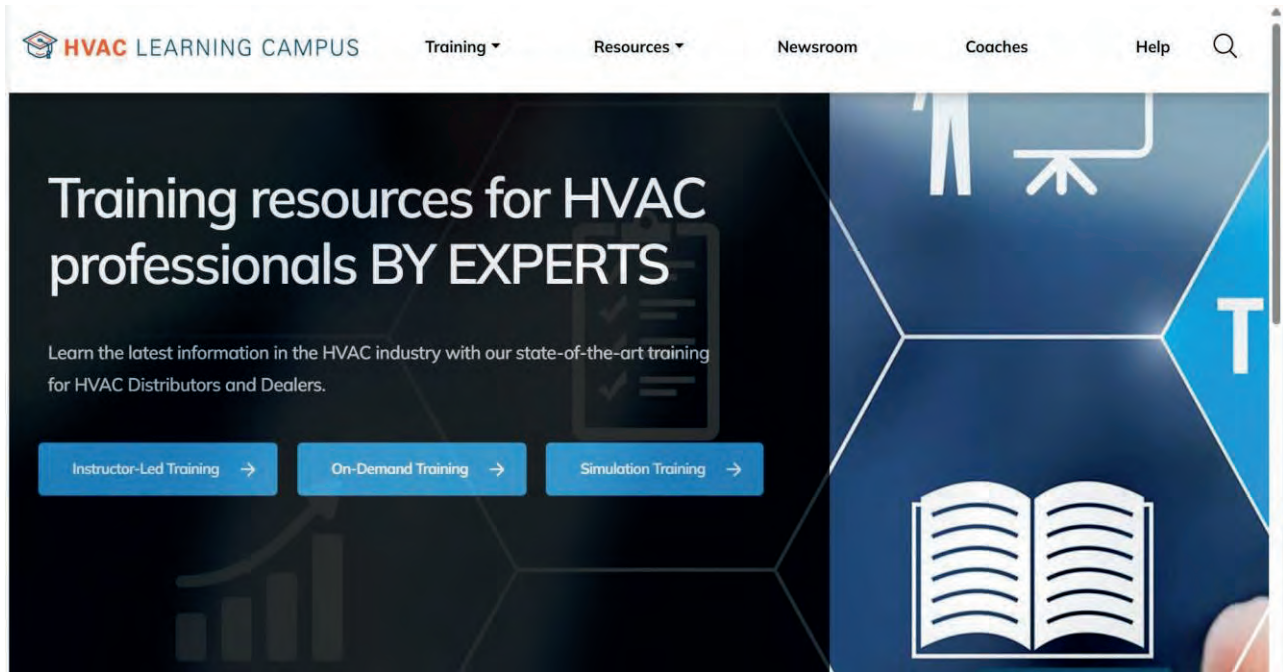 HVAC LEARNING CAMPUS
Training
Resources
Newsroom
Coaches
Help
Training resources for HVAC
professionals BY EXPERTS
Learn the latest information in the HVAC industry with our state-of-the-art training
for HVAC Distributors and Dealers.
Instructor-Led Training →
On-Demand Training →
Simulation Training →
T